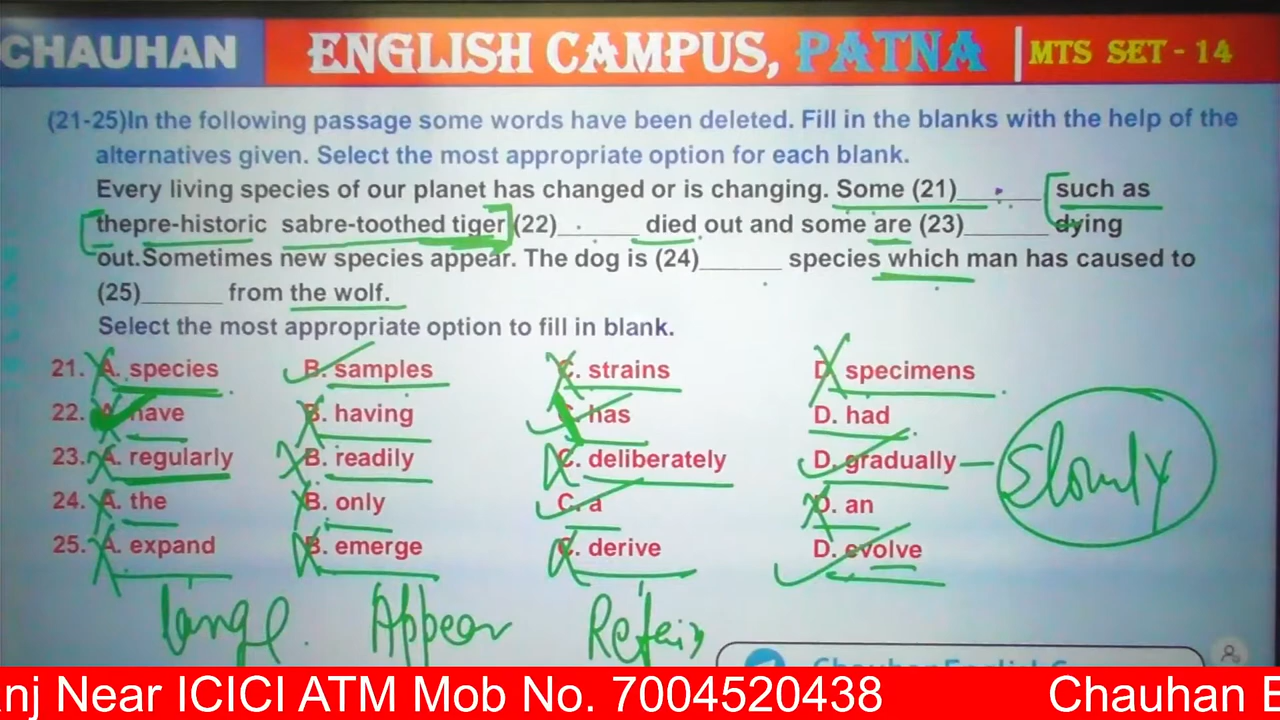 CHAUHAN ENGLISH CAMPUS, PATNA MTS SET - 14
(21-25)In the following passage some words have been deleted. Fill in the blanks with the help of the
alternatives given. Select the most appropriate option for each blank.
Every living species of our planet has changed or is changing. Some (21)______ such as
thepre-historic sabre-toothed tiger (22)______ died out and some are (23)______ dying
out.Sometimes new species appear. The dog is (24)______ species which man has caused to
(25)______ from the wolf.
Select the most appropriate option to fill in blank.
21. A. species B. samples C. strains D. specimens
22. A. have B. having C. has D. had
23. A. regularly B. readily C. deliberately D. gradually
Slowly
24. A. the B. only C. a D. an
25. A. expand B. emerge C. derive D. evolve
Appear
nj Near ICICI ATM Mob No. 7004520438 Chauhan E